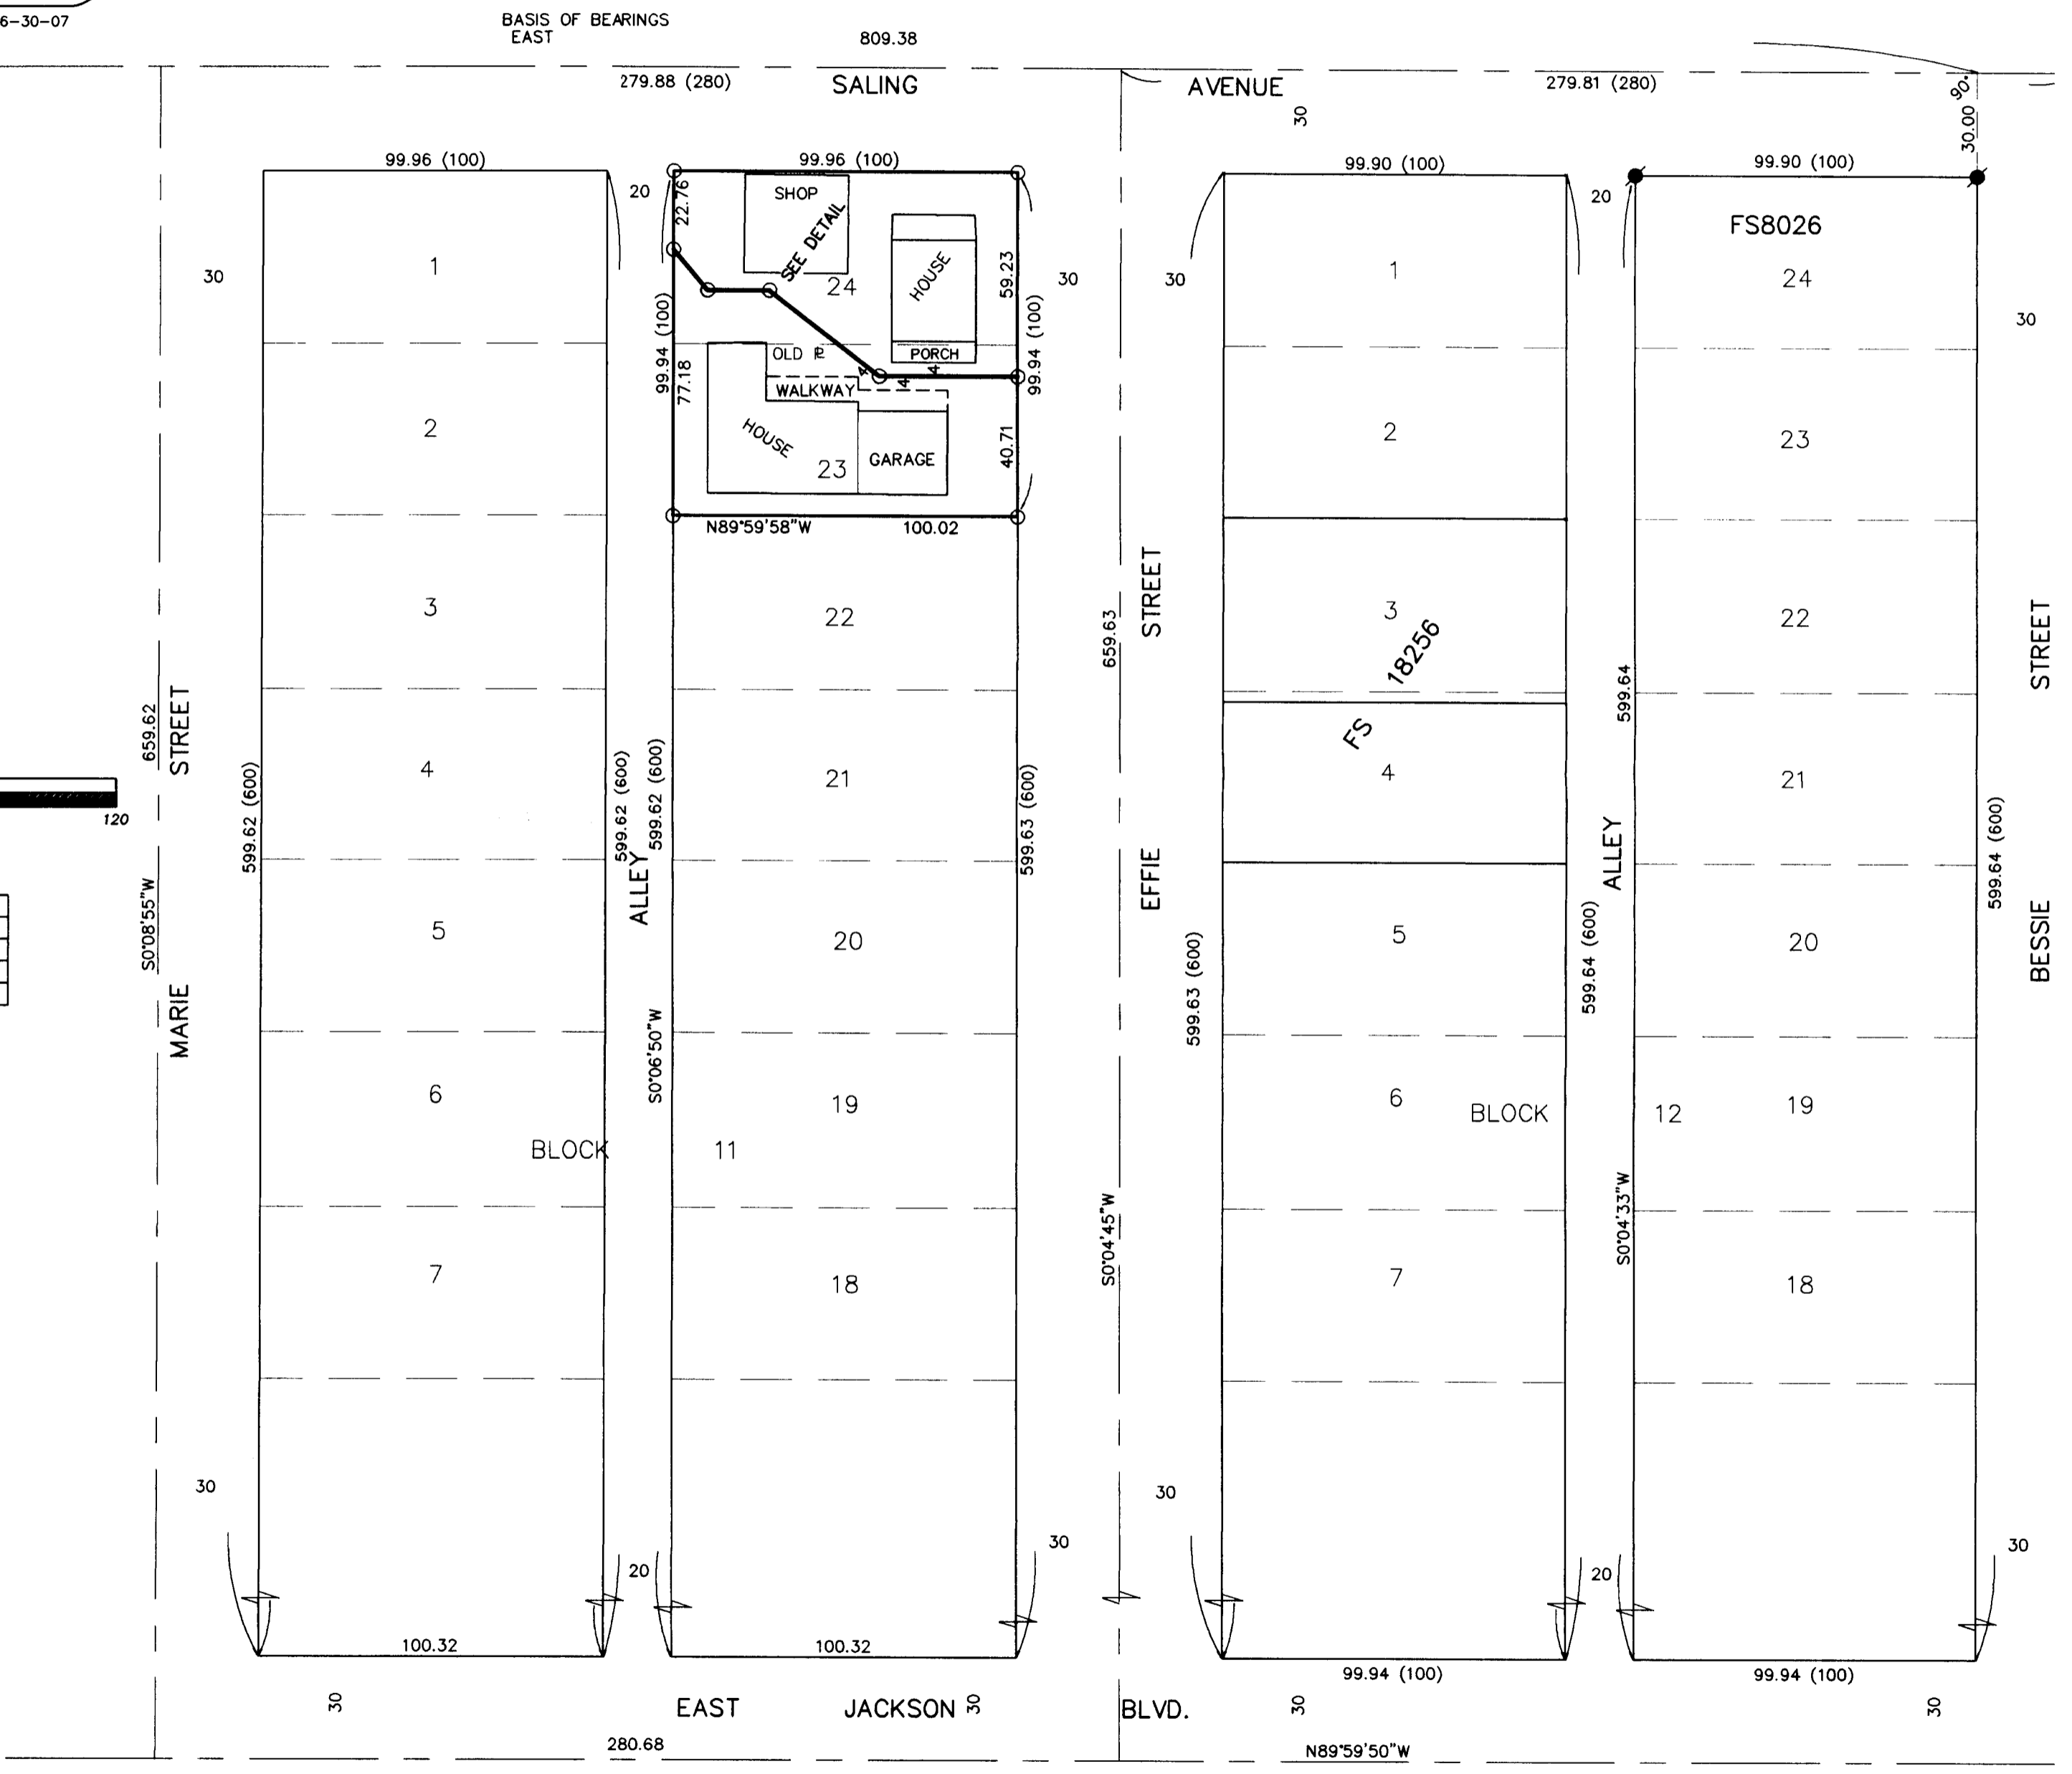 6-30-07
BASIS OF BEARINGS
EAST
809.38
279.88 (280)
SALING
AVENUE
279.81 (280)
90°
30.00
30
99.96 (100)
99.96 (100)
99.90 (100)
99.90 (100)
20
22.76
SHOP
SEE DETAIL
HOUSE
59.23
20
FS8026
1
24
1
24
30
30
30
30
99.94 (100)
99.94 (100)
OLD ⅊
PORCH
4
4
4
77.18
WALKWAY
2
HOUSE
23
GARAGE
40.71
2
23
N89°59'58"W
100.02
3
22
659.63
STREET
3
18256
22
STREET
659.62
STREET
599.64
FS
4
21
4
21
120
599.62 (600)
599.62 (600)
599.62 (600)
599.63 (600)
599.64 (600)
ALLEY
ALLEY
EFFIE
S0°08'55"W
5
20
5
20
BESSIE
599.63 (600)
599.64 (600)
MARIE
S0°06'50"W
6
19
6
19
BLOCK
11
BLOCK
12
S0°04'45"W
S0°04'33"W
7
18
7
18
30
30
30
30
20
20
100.32
100.32
99.94 (100)
99.94 (100)
30
EAST
JACKSON
30
BLVD.
30
30
280.68
N89°59'50"W